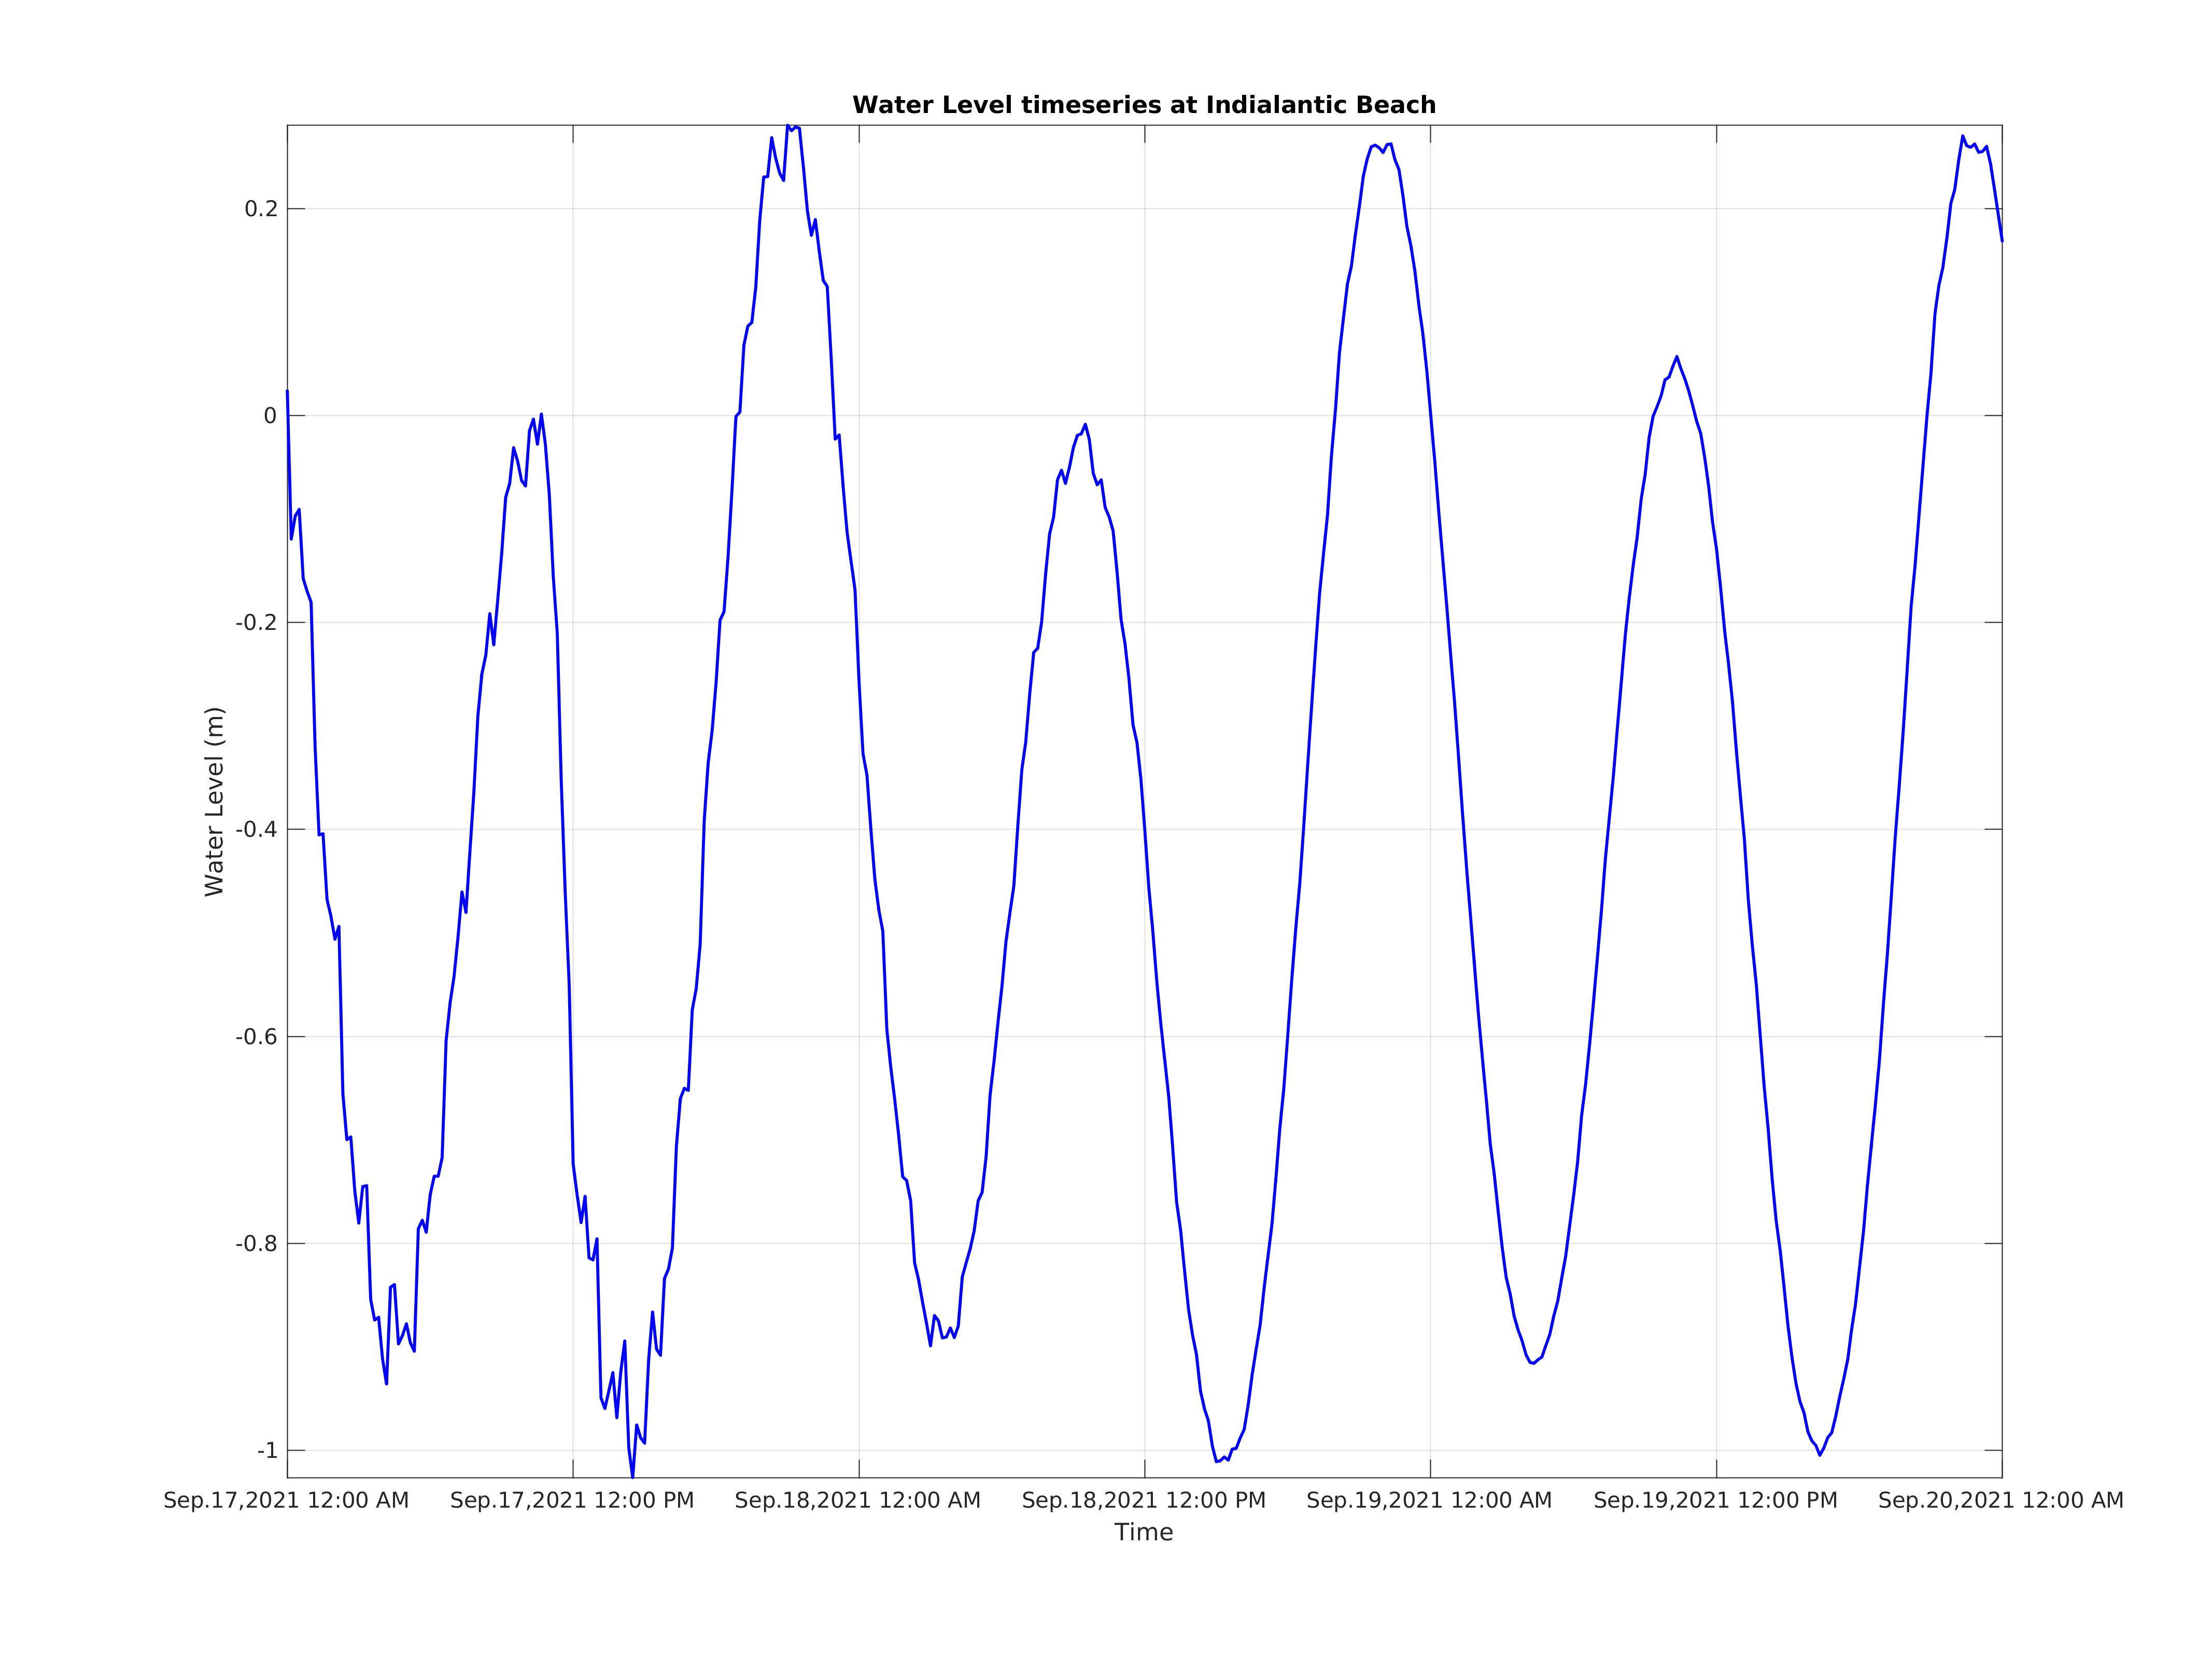 Water Level timeseries at Indialantic Beach
0.2
0
-0.2
-0.4
-0.6
-0.8
-1
Water Level (m)
Sep.17,2021 12:00 AM
Sep.17,2021 12:00 PM
Sep.18,2021 12:00 AM
Sep.18,2021 12:00 PM
Sep.19,2021 12:00 AM
Sep.19,2021 12:00 PM
Sep.20,2021 12:00 AM
Time